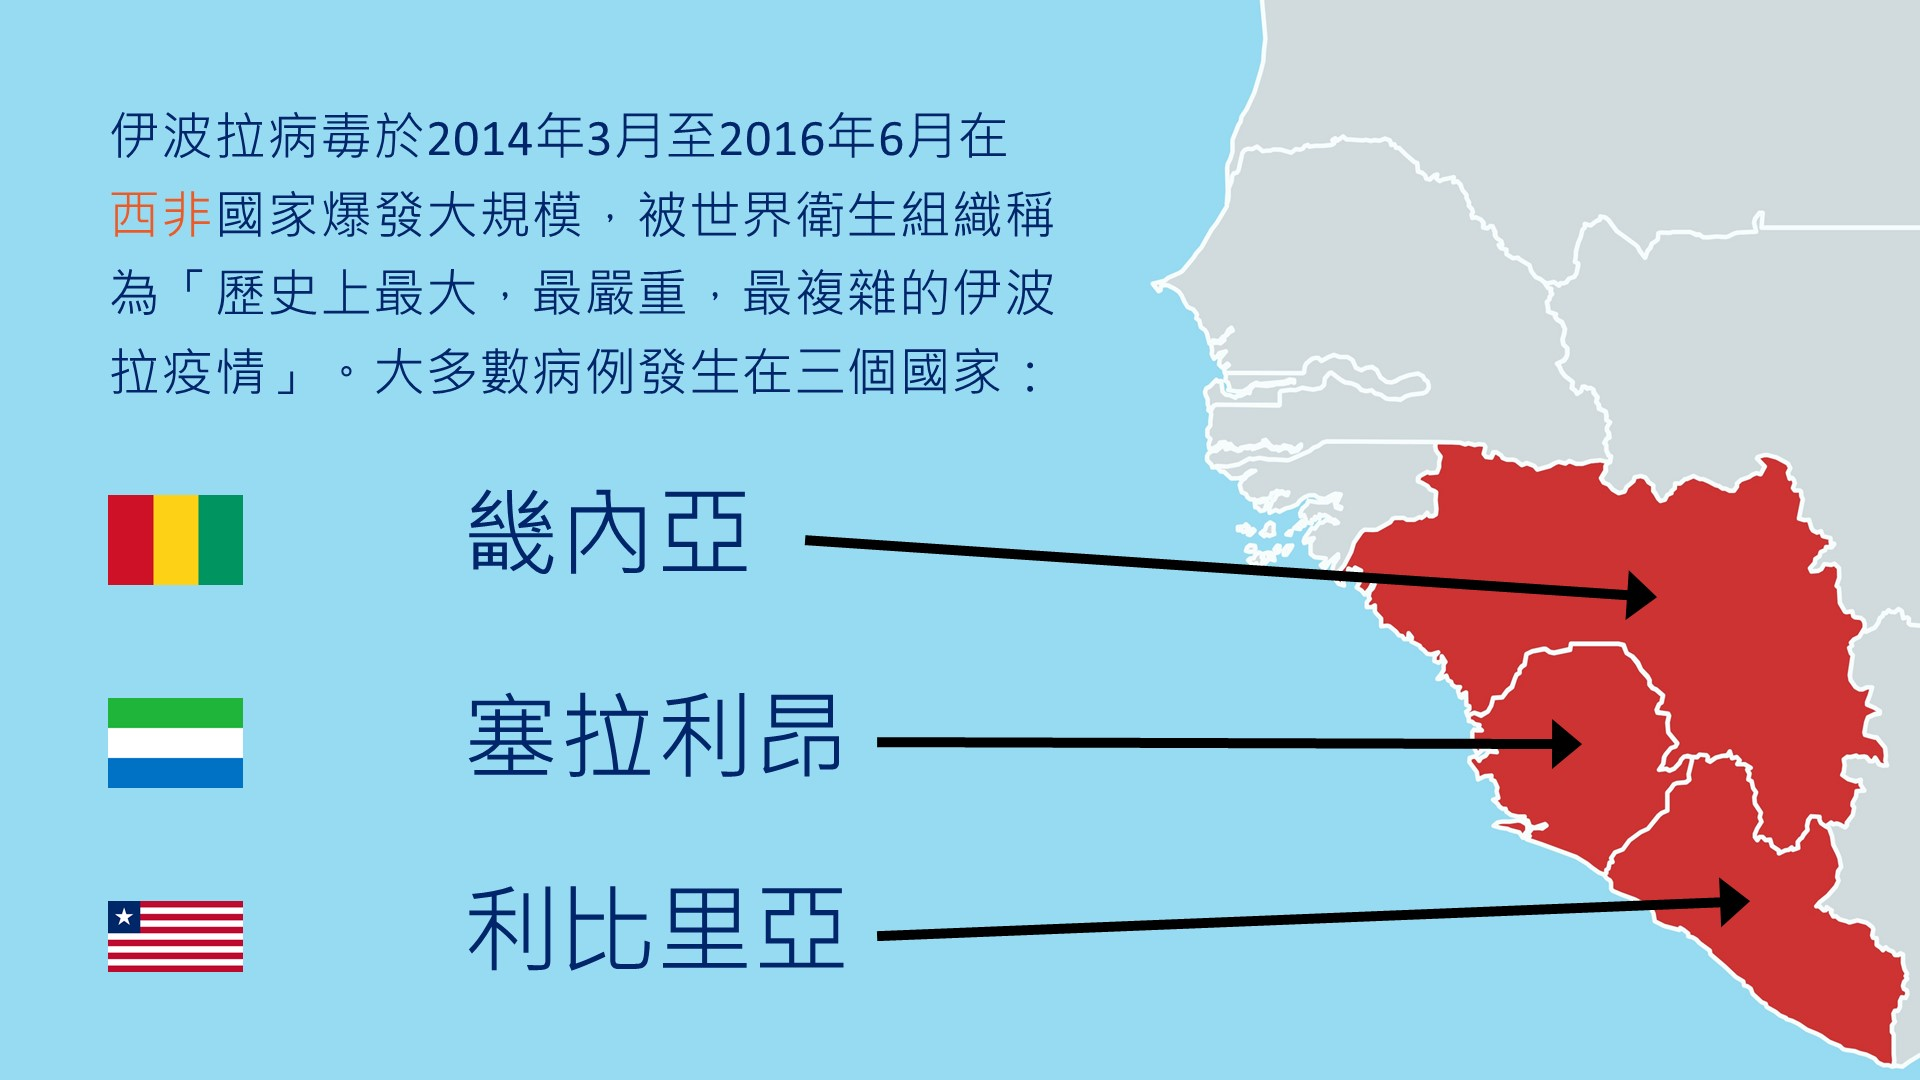 伊波拉病毒於2014年3月至2016年6月在
西非國家爆發大規模，被世界衛生組織稱
為「歷史上最大，最嚴重，最複雜的伊波
拉疫情」。大多數病例發生在三個國家：
畿內亞
塞拉利昂
利比里亞